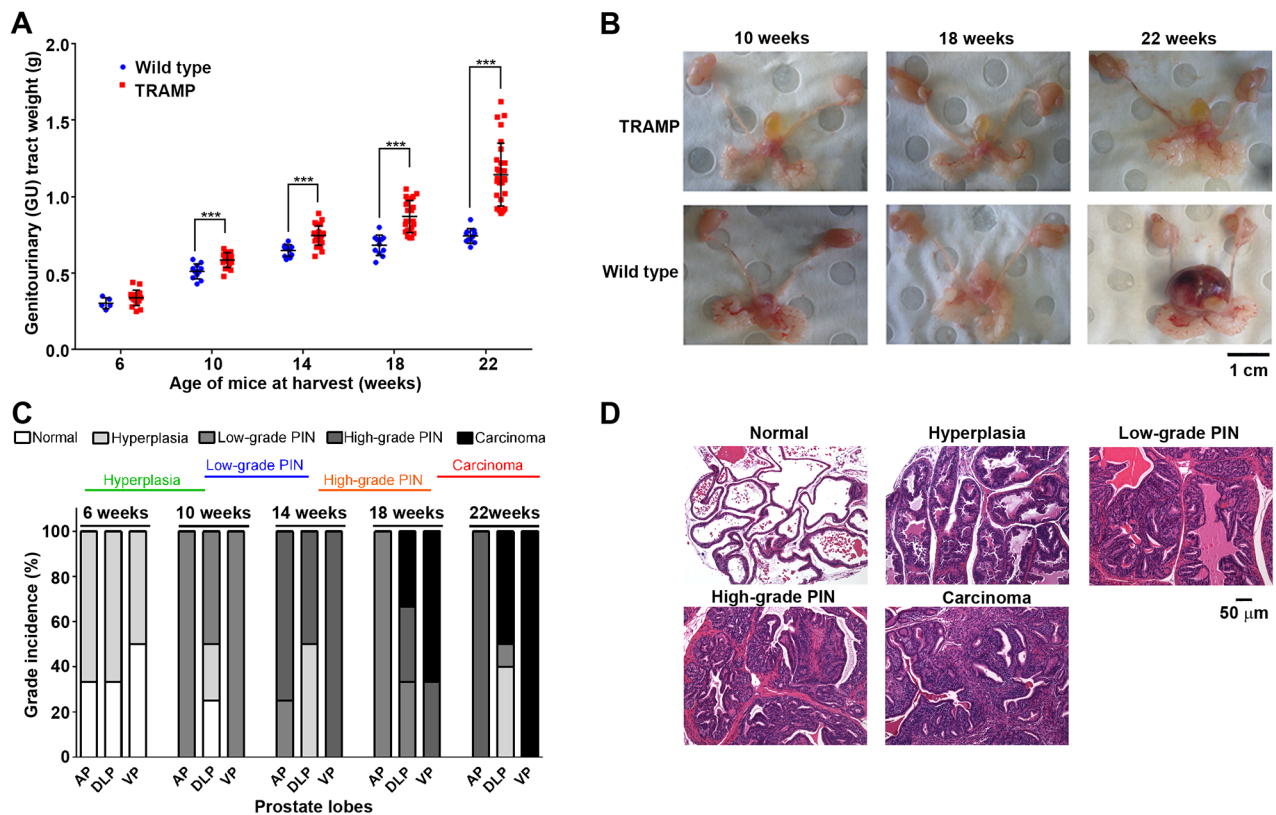 A
2.0
1.5
1.0
0.5
0.0
Genitourinary (GU) tract weight (g)
Wild type
TRAMP
***
***
***
***
6
10
14
18
22
Age of mice at harvest (weeks)
B
10 weeks
18 weeks
22 weeks
TRAMP
Wild type
1 cm
C
Normal
Hyperplasia
Low-grade PIN
High-grade PIN
Carcinoma
Hyperplasia
Low-grade PIN
High-grade PIN
Carcinoma
6 weeks
10 weeks
14 weeks
18 weeks
22weeks
100
80
60
40
20
0
Grade incidence (%)
AP
DLP
VP
AP
DLP
VP
AP
DLP
VP
AP
DLP
VP
AP
DLP
VP
Prostate lobes
D
Normal
Hyperplasia
Low-grade PIN
High-grade PIN
Carcinoma
50 μm